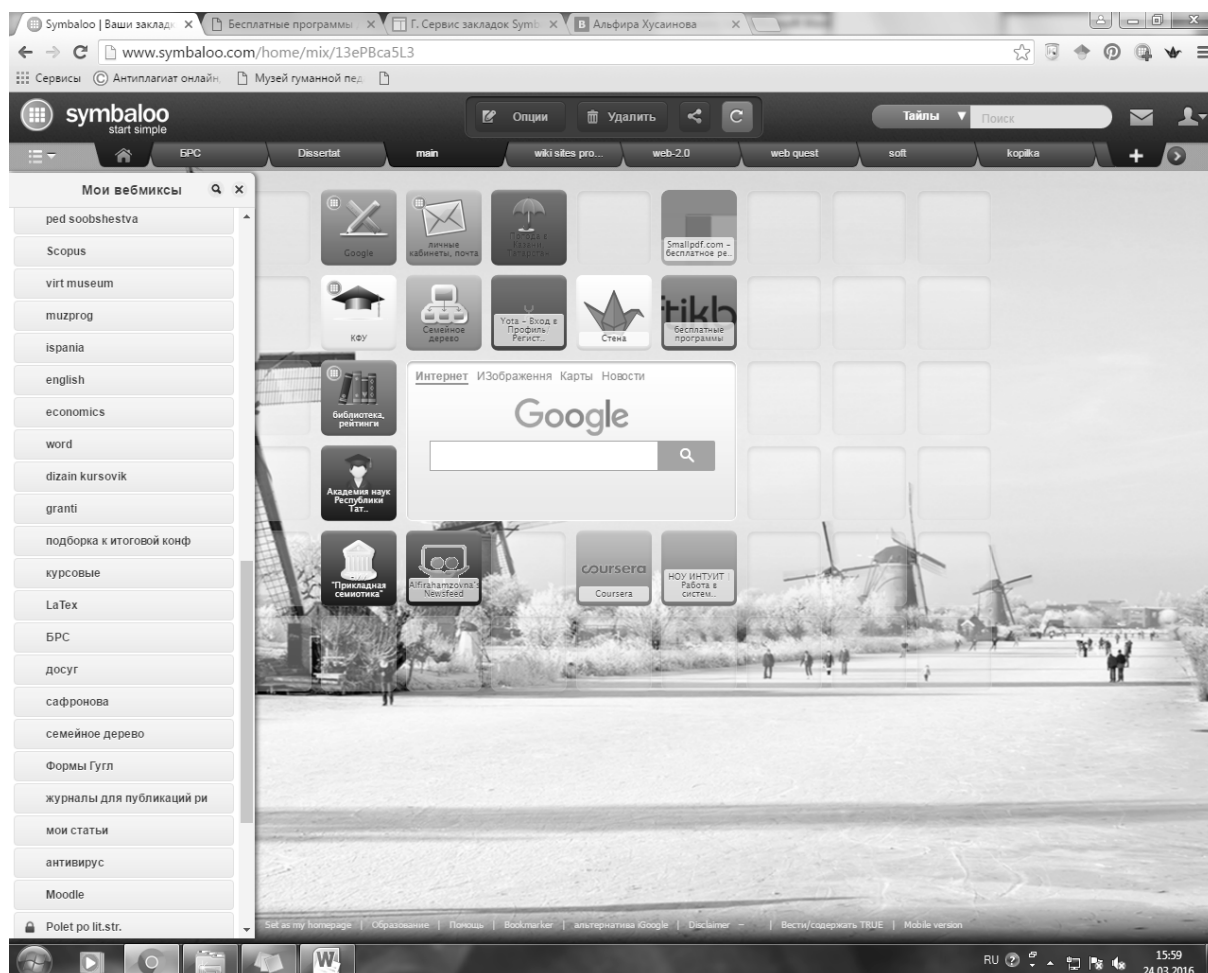 Symbaloo | Ваши заклад
Бесплатные программы
Г. Сервис закладок Symb
Альфира Хусаинова
www.symbaloo.com/home/mix/13ePBca5L3
Сервисы
Антиплагиат онлайн
Музей гуманной пед
symbaloo
start simple
Опции
Удалить
Тайлы
Поиск
БРС
Dissertat
main
wiki sites pro...
web-2.0
web quest
soft
kopilka
Мои вебмиксы
ped soobshestva
Scopus
virt museum
muzprog
ispania
english
economics
word
dizain kursovik
granti
подборка к итоговой конф
курсовые
LaTex
БРС
досуг
сафронова
семейное дерево
Формы Гугл
журналы для публикаций ри
мои статьи
антивирус
Moodle
Polet po lit.str.
Google
личные
кабинеты, почта
Погода в
Казани,
Татарстан
Smallpdf.com –
бесплатное ре..
КФУ
Семейное
дерево
Yota – Вход в
Профиль/
Регист..
Стена
ftikb
бесплатные
программы
библиотека,
рейтинги
Интернет ИЗображення Карты Новости
Google
Академия наук
Республики
Тат..
"Прикладная
семиотика"
Alfirahamzovna's
Newsfeed
coursera
Coursera
НОУ ИНТУИТ |
Работа в
систем..
Set as my homepage | Образование | Помощь | Bookmarker | альтернатива iGoogle | Disclaimer – | Вести/содержать TRUE | Mobile version
RU
15:59
24.03.2016